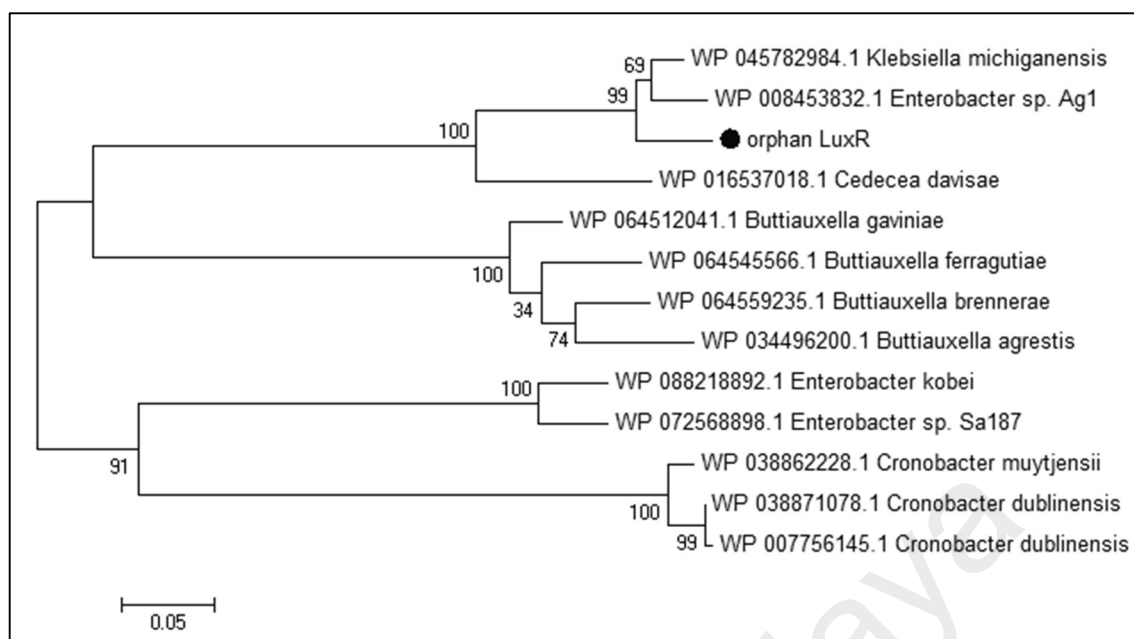 69
WP 045782984.1 Klebsiella michiganensis
99
WP 008453832.1 Enterobacter sp. Ag1
100
orphan LuxR
WP 016537018.1 Cedecea davisae
WP 064512041.1 Buttiauxella gaviniae
100
WP 064545566.1 Buttiauxella ferragutiae
34
WP 064559235.1 Buttiauxella brennerae
74
WP 034496200.1 Buttiauxella agrestis
100
WP 088218892.1 Enterobacter kobei
WP 072568898.1 Enterobacter sp. Sa187
91
WP 038862228.1 Cronobacter muytjensii
100
WP 038871078.1 Cronobacter dublinensis
99
WP 007756145.1 Cronobacter dublinensis
0.05
aya